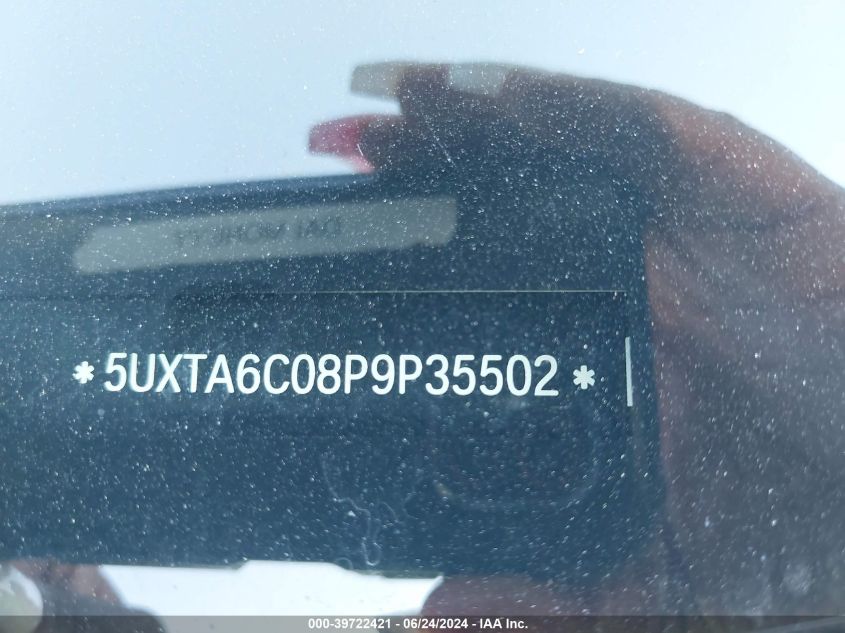 *5UXTA6C08P9P35502*
000-39722421 - 06/24/2024 - IAA Inc.